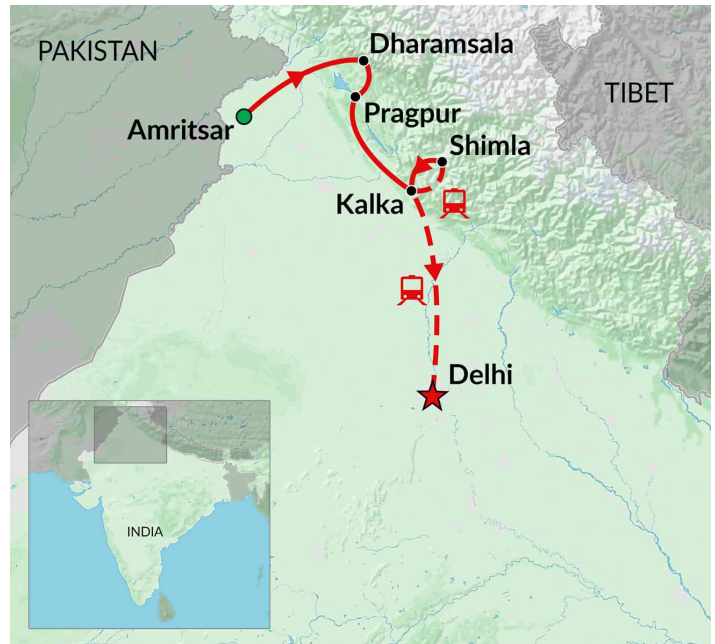 PAKISTAN
Dharamsala
TIBET
Pragpur
Amritsar
Shimla
Kalka
Delhi
INDIA